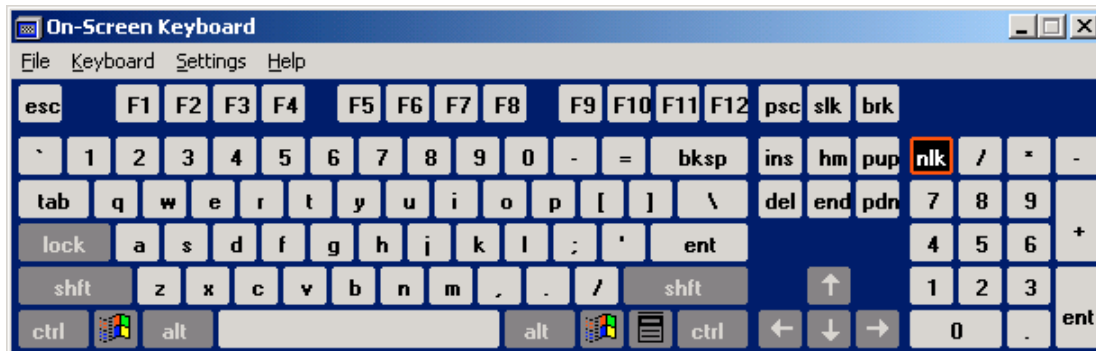 On-Screen Keyboard
File Keyboard Settings Help
esc F1 F2 F3 F4 F5 F6 F7 F8 F9 F10 F11 F12 psc slk brk
` 1 2 3 4 5 6 7 8 9 0 - = bksp ins hm pup nlk / * -
tab q w e r t y u i o p [ ] \ del end pdn 7 8 9
lock a s d f g h j k l ; ' ent 4 5 6 +
shft z x c v b n m , . / shft ↑ 1 2 3
ctrl alt alt ctrl ← ↓ → 0 . ent